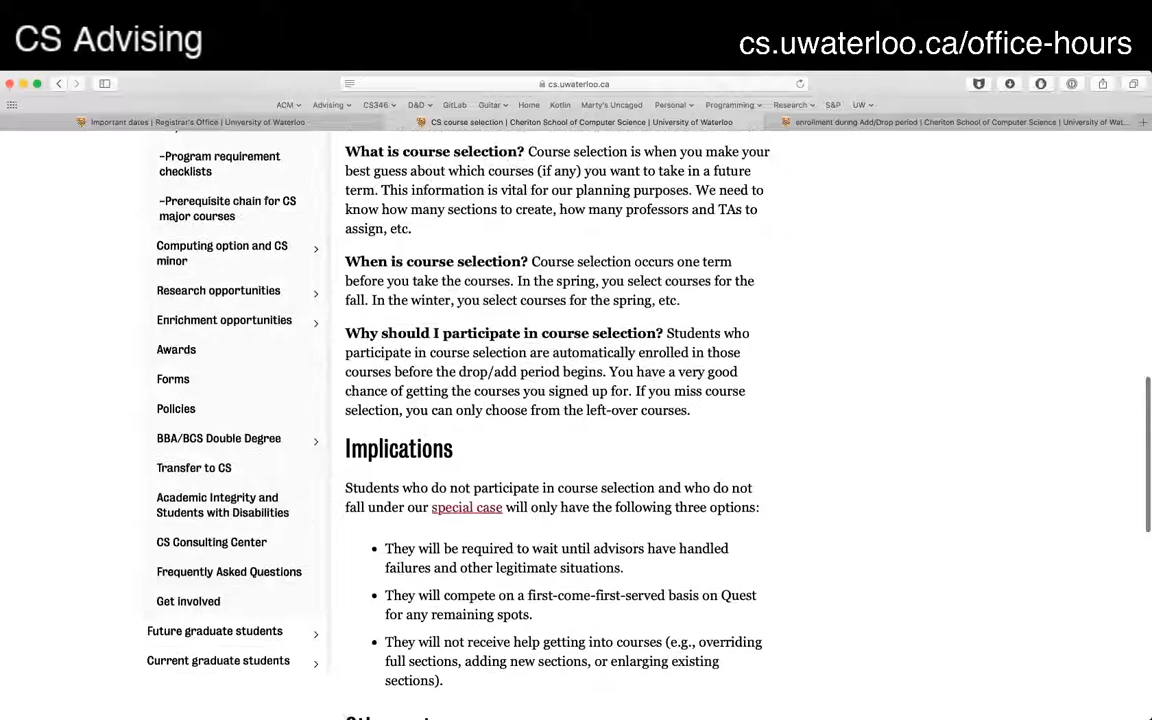 CS Advising
cs.uwaterloo.ca/office-hours
cs.uwaterloo.ca
ACM Advising CS346 D&D GitLab Guitar Home Kotlin Marty's Uncaged Personal Programming Research S&P UW
Important dates | Registrar's Office | University of Waterloo
CS course selection | Cheriton School of Computer Science | University of Waterloo
enrollment during Add/Drop period | Cheriton School of Computer Science | University of Wat...
–Program requirement
checklists
–Prerequisite chain for CS
major courses
Computing option and CS
minor
Research opportunities
Enrichment opportunities
Awards
Forms
Policies
BBA/BCS Double Degree
Transfer to CS
Academic Integrity and
Students with Disabilities
CS Consulting Center
Frequently Asked Questions
Get involved
Future graduate students
Current graduate students
What is course selection? Course selection is when you make your
best guess about which courses (if any) you want to take in a future
term. This information is vital for our planning purposes. We need to
know how many sections to create, how many professors and TAs to
assign, etc.
When is course selection? Course selection occurs one term
before you take the courses. In the spring, you select courses for the
fall. In the winter, you select courses for the spring, etc.
Why should I participate in course selection? Students who
participate in course selection are automatically enrolled in those
courses before the drop/add period begins. You have a very good
chance of getting the courses you signed up for. If you miss course
selection, you can only choose from the left-over courses.
Implications
Students who do not participate in course selection and who do not
fall under our special case will only have the following three options:
• They will be required to wait until advisors have handled
failures and other legitimate situations.
• They will compete on a first-come-first-served basis on Quest
for any remaining spots.
• They will not receive help getting into courses (e.g., overriding
full sections, adding new sections, or enlarging existing
sections).